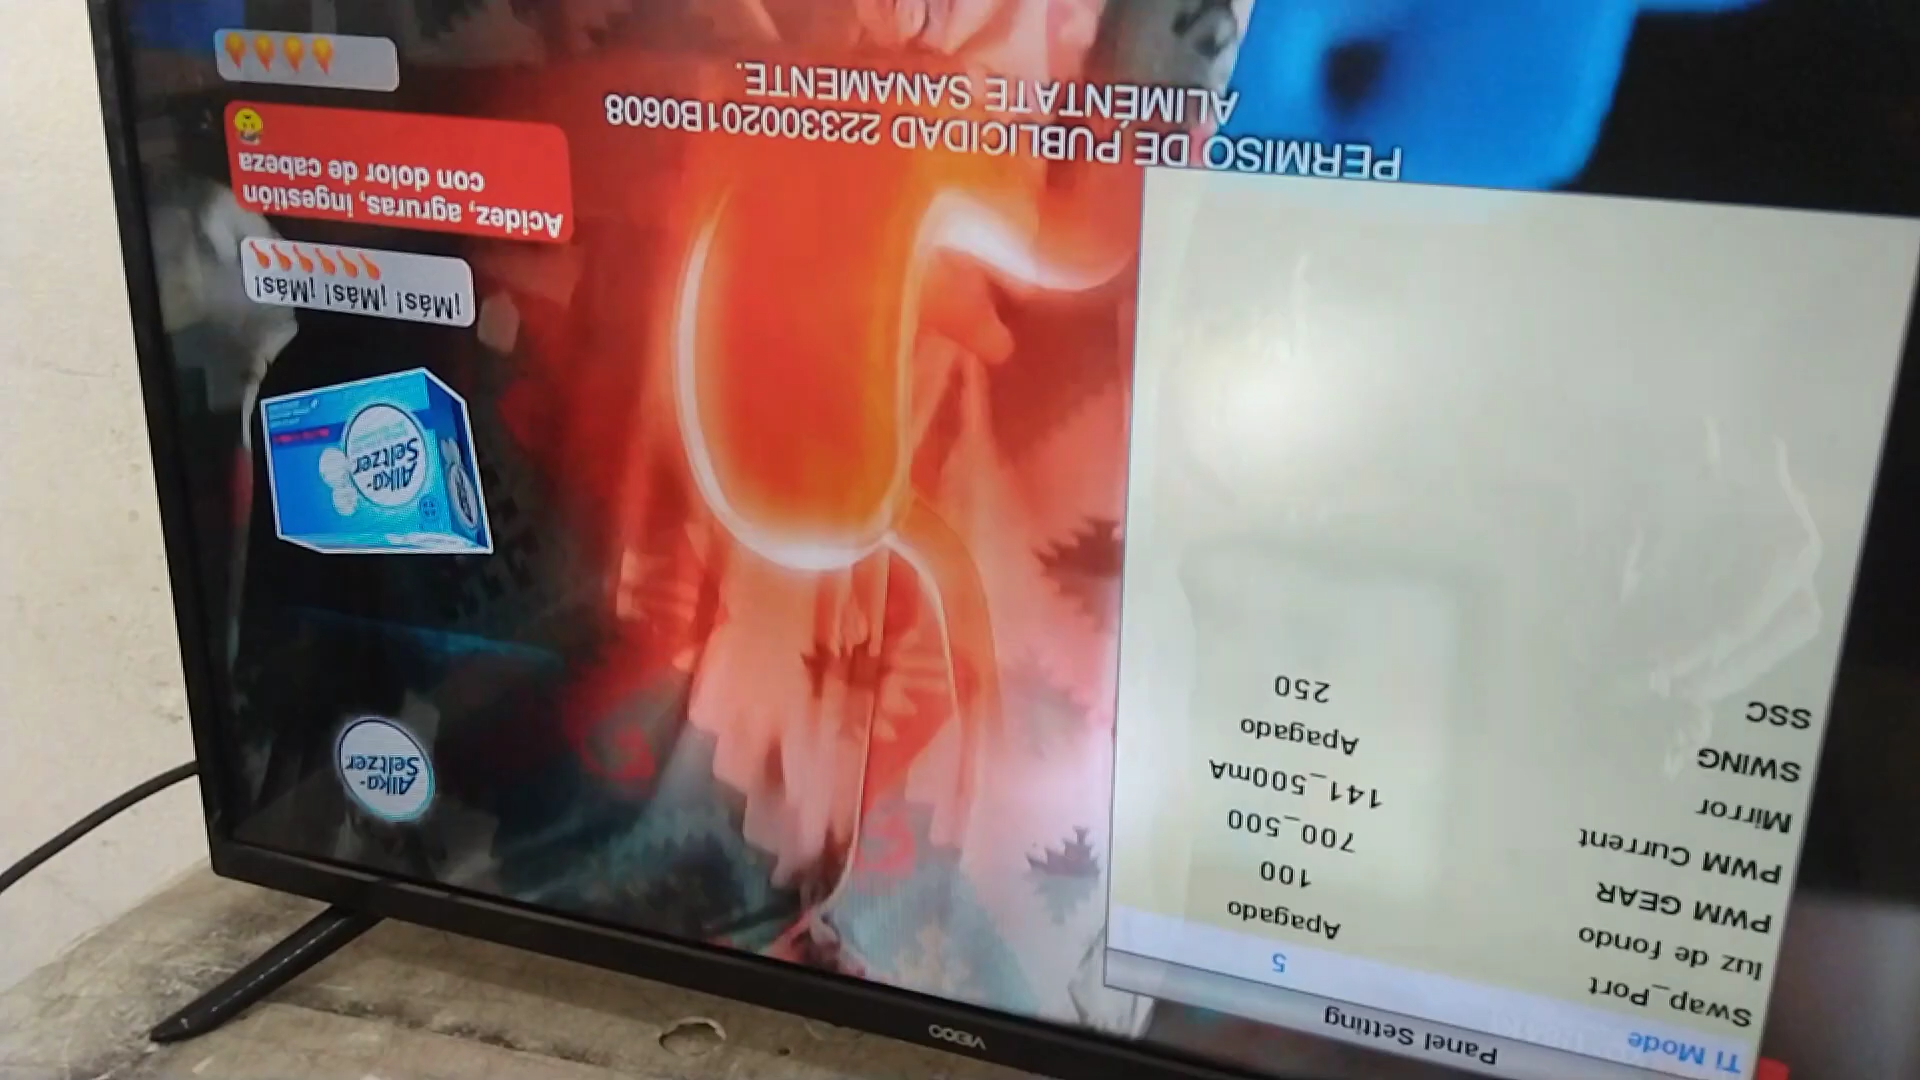 Panel Setting
TI Mode 5
Swap_Port Apagado
luz de fondo 100
PWM GEAR 700_500
PWM Current 141_500mA
Mirror Apagado
SWING 250
SSC
Alka-
Seltzer
Alka-
Seltzer
¡Más! ¡Más! ¡Más!
Acidez, agruras, ingestión
con dolor de cabeza
PERMISO DE PUBLICIDAD 223300201B0608
ALIMÉNTATE SANAMENTE.